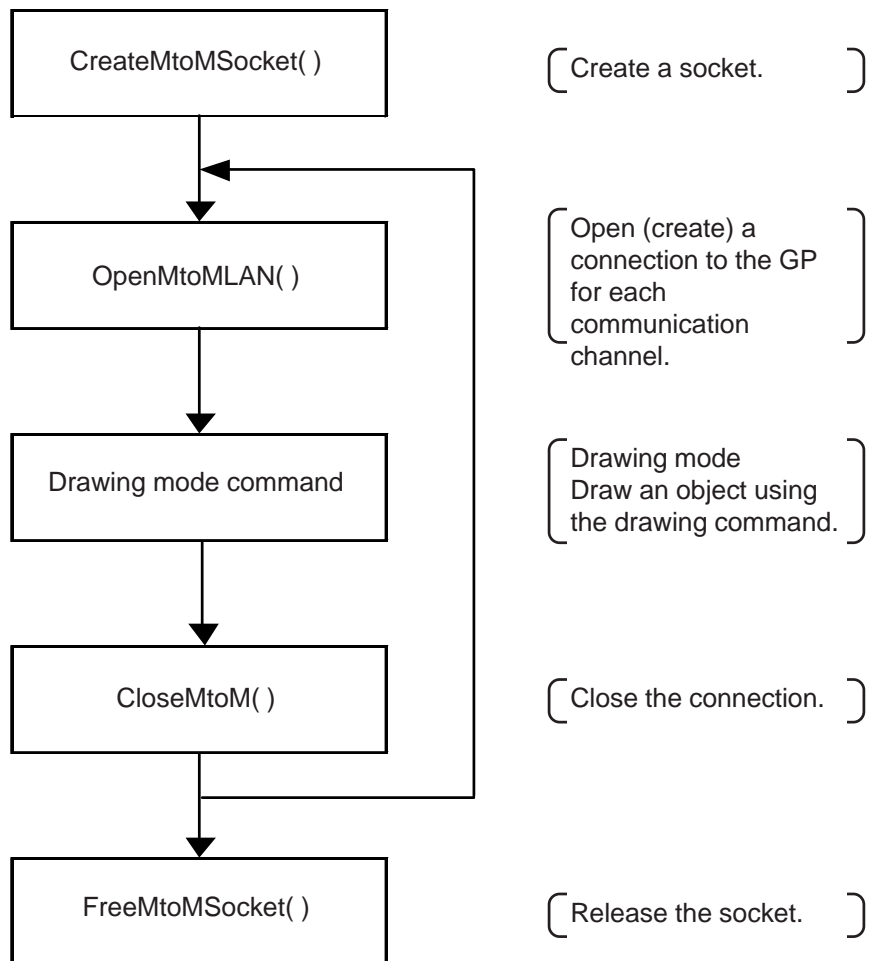 CreateMtoMSocket( )
Create a socket.
OpenMtoMLAN( )
Open (create) a
connection to the GP
for each
communication
channel.
Drawing mode command
Drawing mode
Draw an object using
the drawing command.
CloseMtoM( )
Close the connection.
FreeMtoMSocket( )
Release the socket.